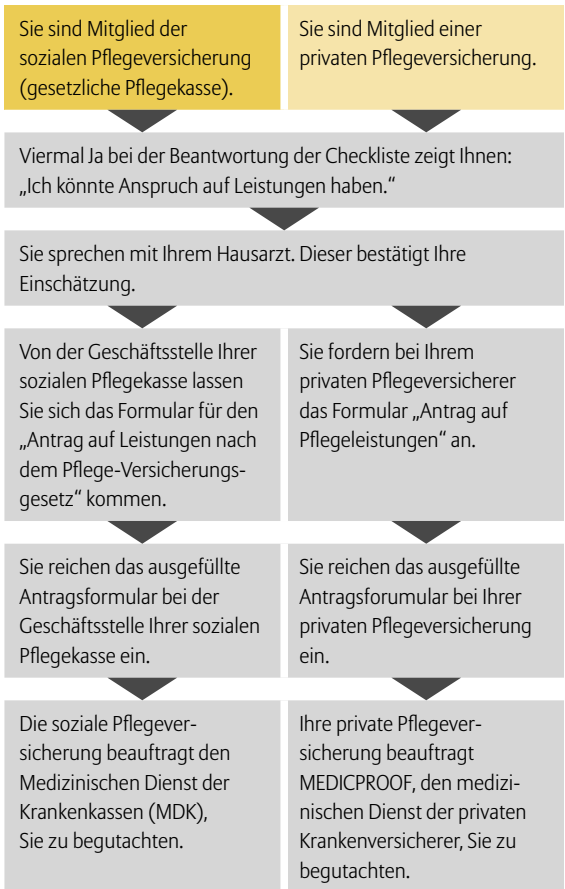 Sie sind Mitglied der
sozialen Pflegeversicherung
(gesetzliche Pflegekasse).
Sie sind Mitglied einer
privaten Pflegeversicherung.
Viermal Ja bei der Beantwortung der Checkliste zeigt Ihnen:
„Ich könnte Anspruch auf Leistungen haben.“
Sie sprechen mit Ihrem Hausarzt. Dieser bestätigt Ihre
Einschätzung.
Von der Geschäftsstelle Ihrer
sozialen Pflegekasse lassen
Sie sich das Formular für den
„Antrag auf Leistungen nach
dem Pflege-Versicherungs-
gesetz“ kommen.
Sie fordern bei Ihrem
privaten Pflegeversicherer
das Formular „Antrag auf
Pflegeleistungen“ an.
Sie reichen das ausgefüllte
Antragsformular bei der
Geschäftsstelle Ihrer sozialen
Pflegekasse ein.
Sie reichen das ausgefüllte
Antragsforumular bei Ihrer
privaten Pflegeversicherung
ein.
Die soziale Pflegever-
sicherung beauftragt den
Medizinischen Dienst der
Krankenkassen (MDK),
Sie zu begutachten.
Ihre private Pflegever-
sicherung beauftragt
MEDICPROOF, den medizi-
nischen Dienst der privaten
Krankenversicherer, Sie zu
begutachten.